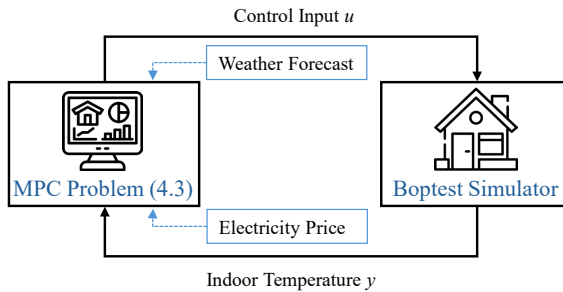 Control Input u
Weather Forecast
MPC Problem (4.3)
Boptest Simulator
Electricity Price
Indoor Temperature y